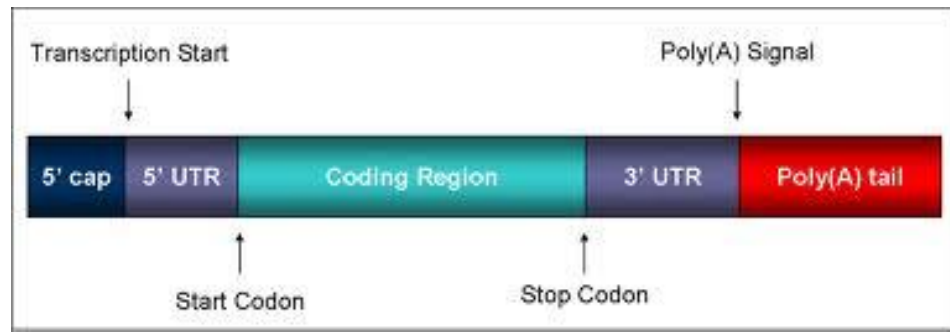 Transcription Start
Poly(A) Signal
5' cap
5' UTR
Coding Region
3' UTR
Poly(A) tail
Start Codon
Stop Codon